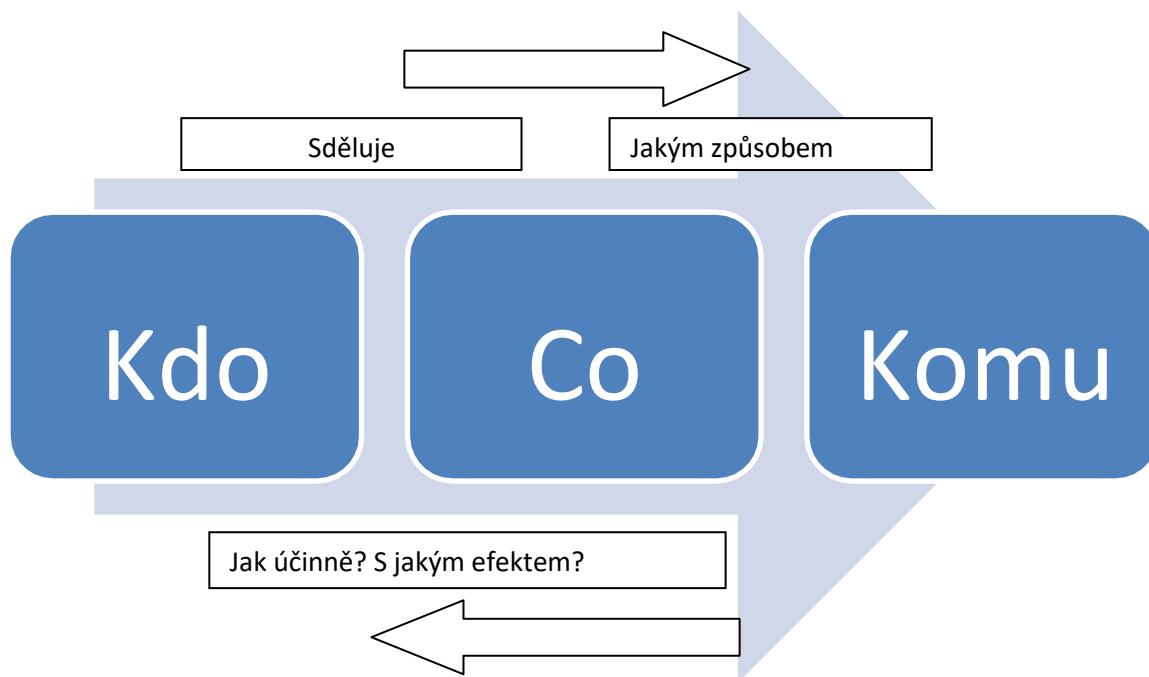 Sděluje
Jakým způsobem
Kdo
Co
Komu
Jak účinně? S jakým efektem?